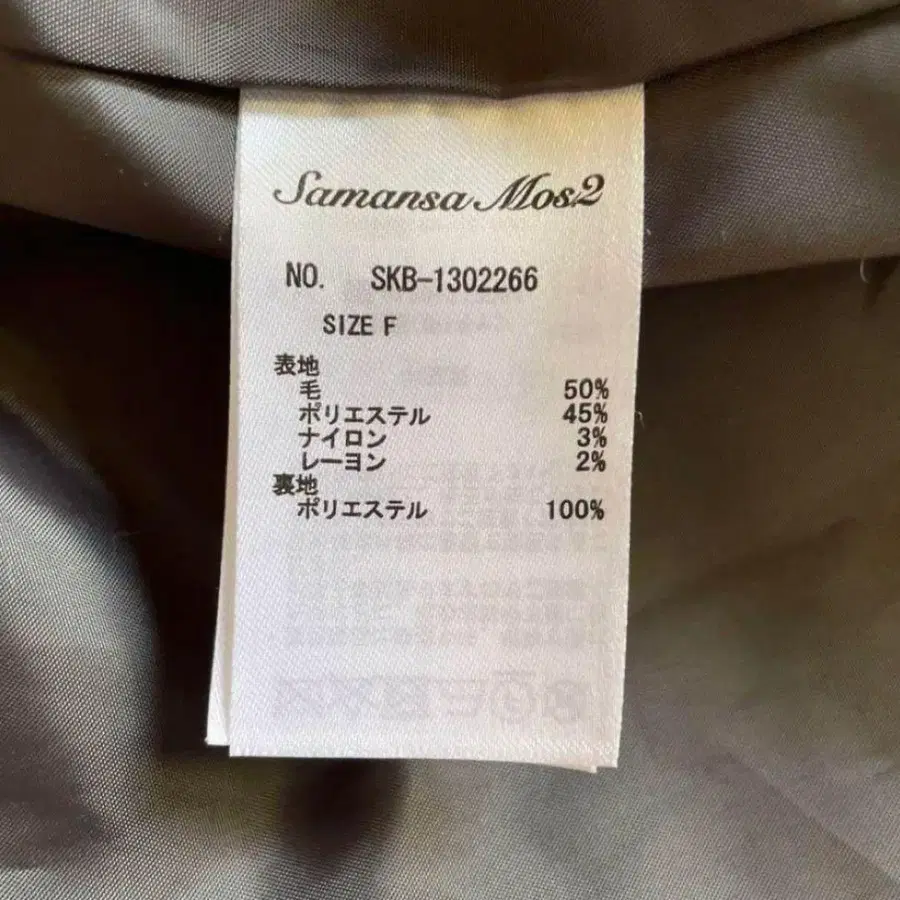 Samansa Mos2
NO. SKB-1302266
SIZE F
表地
毛 50%
ポリエステル 45%
ナイロン 3%
レーヨン 2%
裏地
ポリエステル 100%